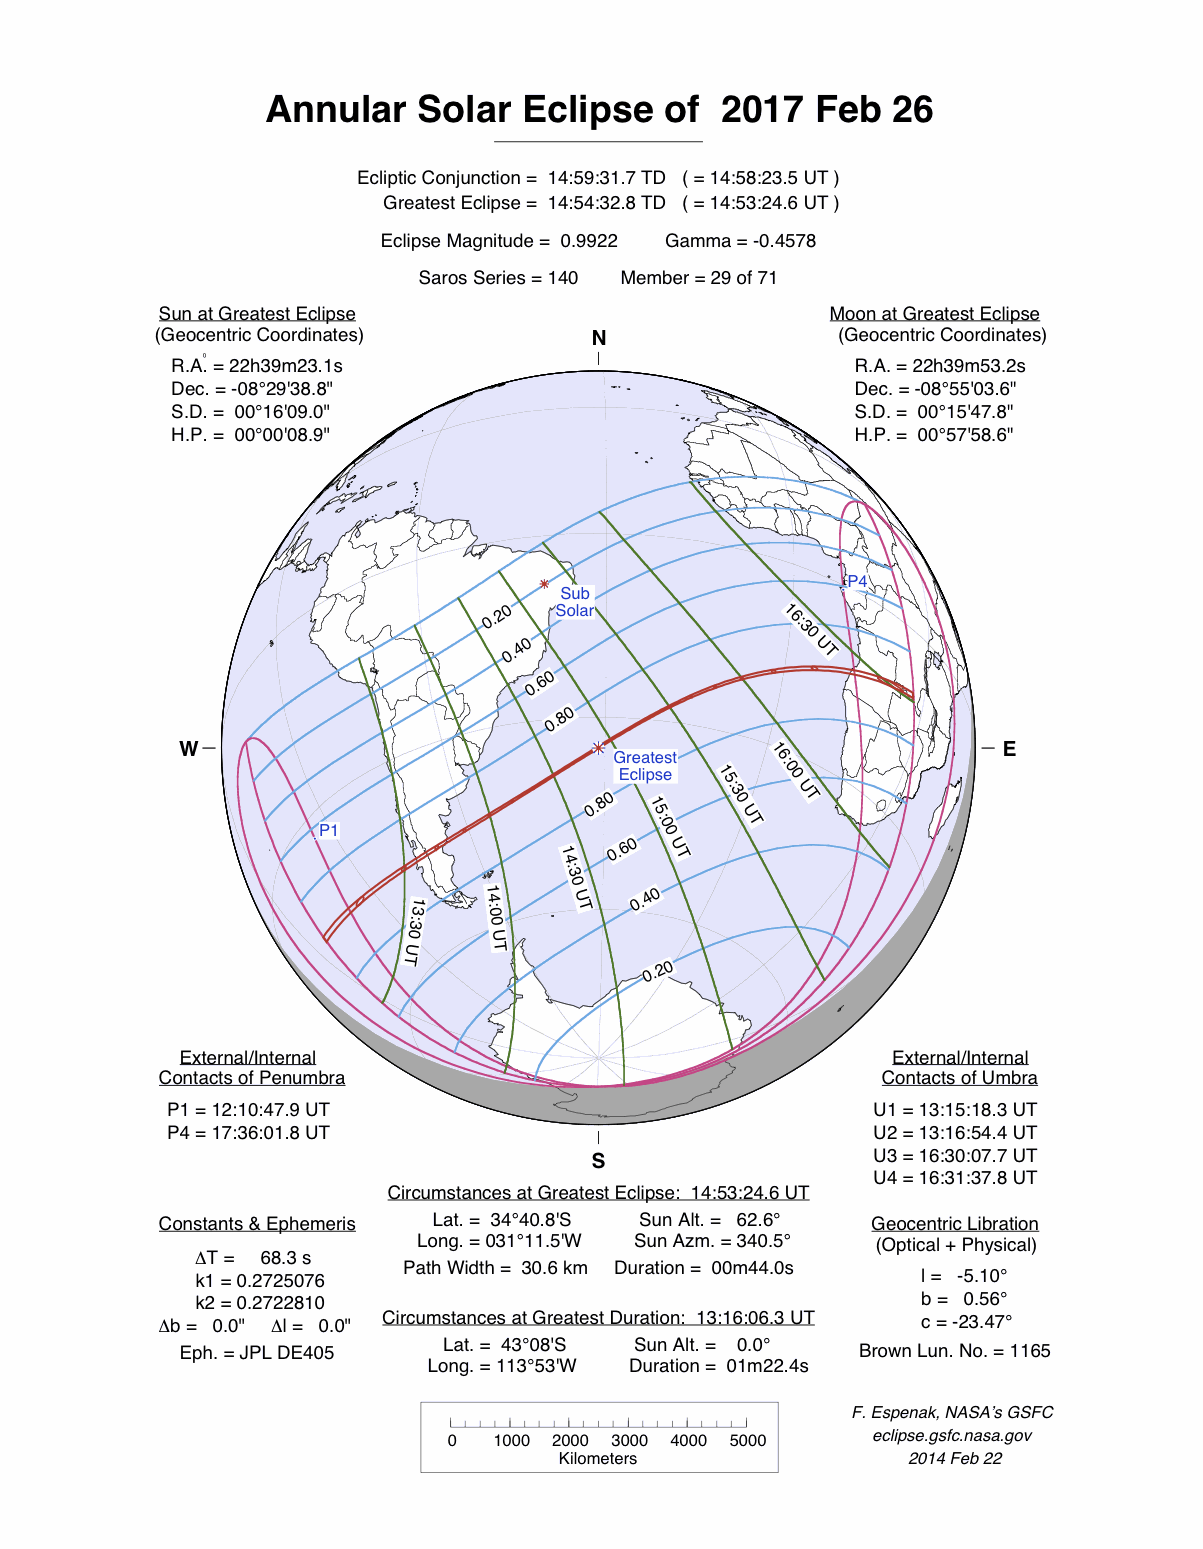 Annular Solar Eclipse of 2017 Feb 26
Ecliptic Conjunction = 14:59:31.7 TD ( = 14:58:23.5 UT )
Greatest Eclipse = 14:54:32.8 TD ( = 14:53:24.6 UT )
Eclipse Magnitude = 0.9922 Gamma = -0.4578
Saros Series = 140 Member = 29 of 71
Sun at Greatest Eclipse
(Geocentric Coordinates)
R.A. = 22h39m23.1s
Dec. = -08°29'38.8"
S.D. = 00°16'09.0"
H.P. = 00°00'08.9"
Moon at Greatest Eclipse
(Geocentric Coordinates)
R.A. = 22h39m53.2s
Dec. = -08°55'03.6"
S.D. = 00°15'47.8"
H.P. = 00°57'58.6"
N
P4
Sub
Solar
0.20
0.40
0.60
0.80
16:30 UT
W
E
Greatest
Eclipse
P1
0.80
0.60
0.40
0.20
13:30 UT
14:00 UT
14:30 UT
15:00 UT
15:30 UT
16:00 UT
S
External/Internal
Contacts of Penumbra
P1 = 12:10:47.9 UT
P4 = 17:36:01.8 UT
External/Internal
Contacts of Umbra
U1 = 13:15:18.3 UT
U2 = 13:16:54.4 UT
U3 = 16:30:07.7 UT
U4 = 16:31:37.8 UT
Circumstances at Greatest Eclipse: 14:53:24.6 UT
Lat. = 34°40.8'S Sun Alt. = 62.6°
Long. = 031°11.5'W Sun Azm. = 340.5°
Path Width = 30.6 km Duration = 00m44.0s
Circumstances at Greatest Duration: 13:16:06.3 UT
Lat. = 43°08'S Sun Alt. = 0.0°
Long. = 113°53'W Duration = 01m22.4s
Constants & Ephemeris
ΔT = 68.3 s
k1 = 0.2725076
k2 = 0.2722810
Δb = 0.0" Δl = 0.0"
Eph. = JPL DE405
Geocentric Libration
(Optical + Physical)
l = -5.10°
b = 0.56°
c = -23.47°
Brown Lun. No. = 1165
0 1000 2000 3000 4000 5000
Kilometers
F. Espenak, NASA's GSFC
eclipse.gsfc.nasa.gov
2014 Feb 22